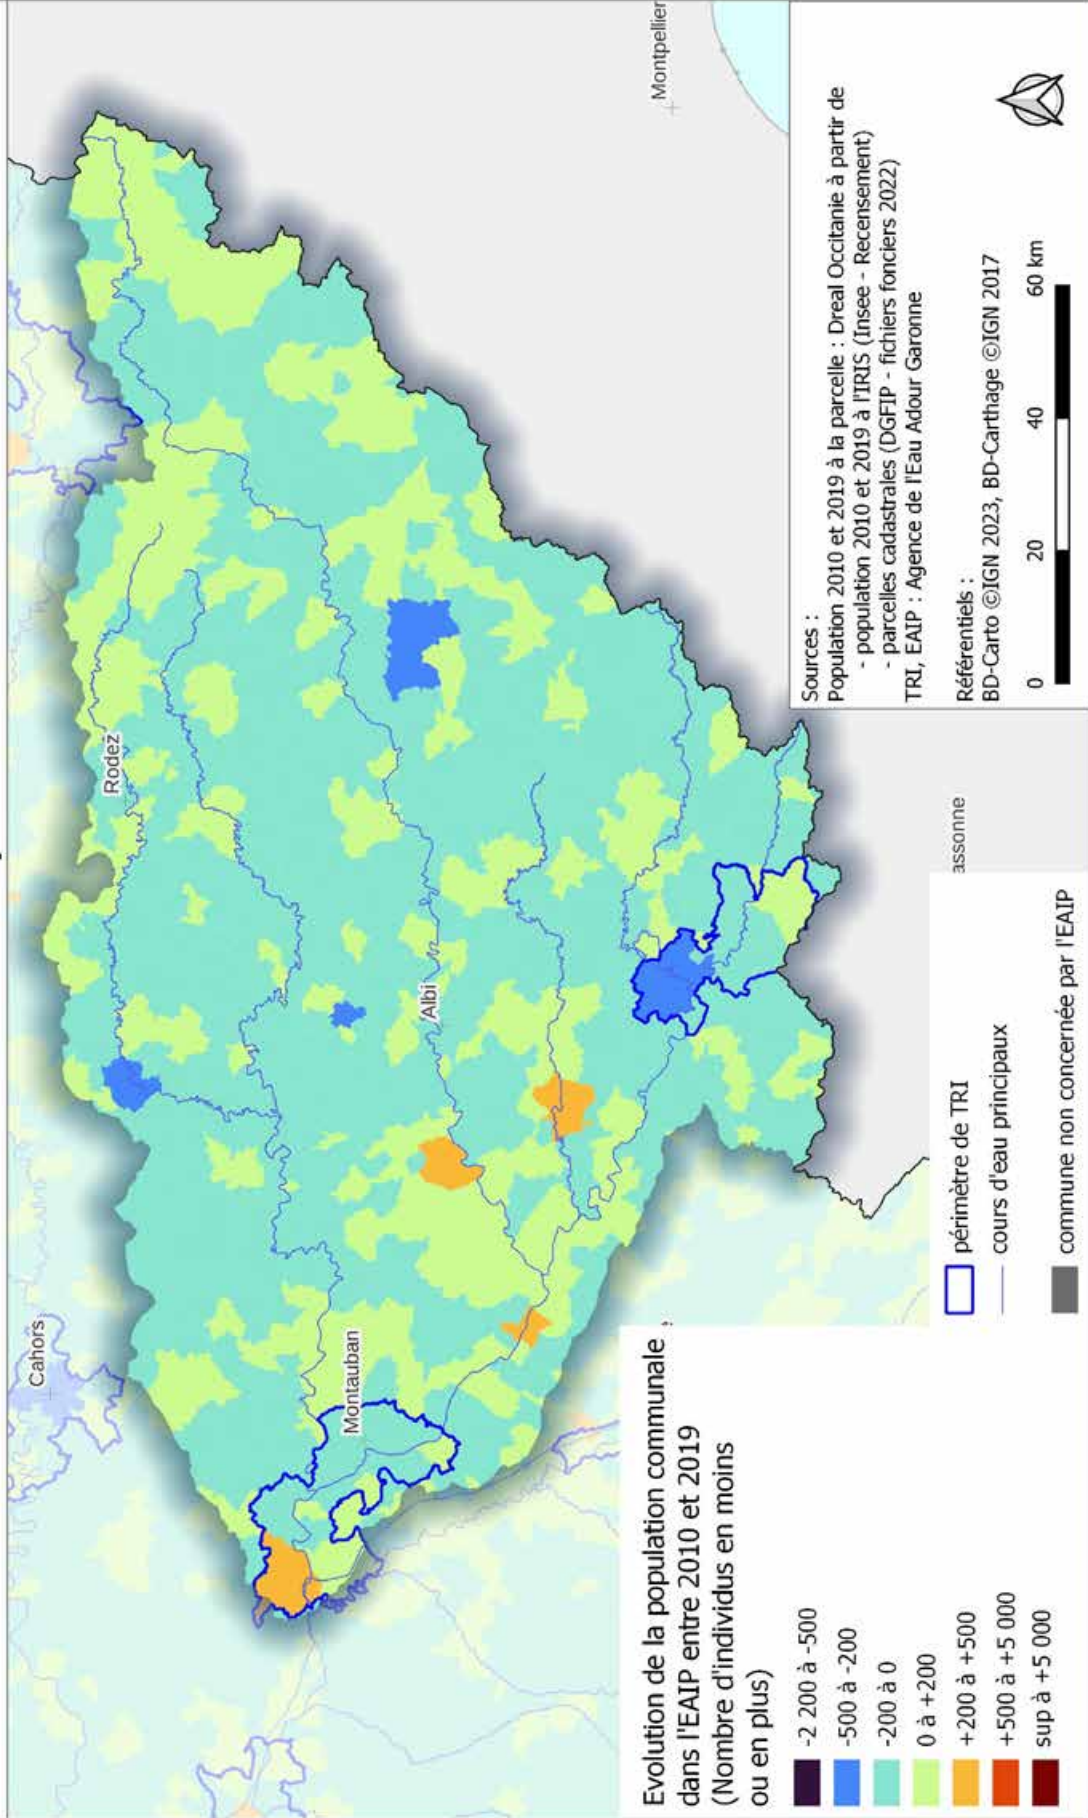 Cahors
Rodez
Montauban
Albi
Montpellier
assonne
Evolution de la population communale
dans l'EAIP entre 2010 et 2019
(Nombre d'individus en moins
ou en plus)
-2 200 à -500
-500 à -200
-200 à 0
0 à +200
+200 à +500
+500 à +5 000
sup à +5 000
périmètre de TRI
cours d'eau principaux
commune non concernée par l'EAIP
Sources :
Population 2010 et 2019 à la parcelle : Dreal Occitanie à partir de
- population 2010 et 2019 à l'IRIS (Insee - Recensement)
- parcelles cadastrales (DGFIP - fichiers fonciers 2022)
TRI, EAIP : Agence de l'Eau Adour Garonne
Référentiels :
BD-Carto ©IGN 2023, BD-Carthage ©IGN 2017
0 20 40 60 km